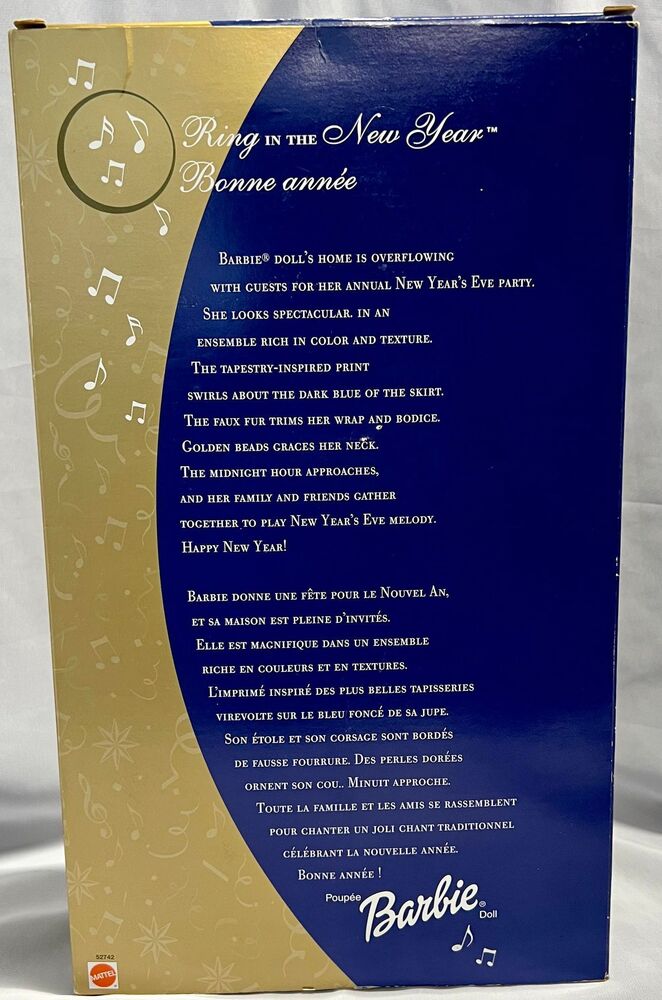 Ring in the New Year™
Bonne année
Barbie® doll's home is overflowing
with guests for her annual New Year's Eve party.
She looks spectacular. in an
ensemble rich in color and texture.
The tapestry-inspired print
swirls about the dark blue of the skirt.
The faux fur trims her wrap and bodice.
Golden beads graces her neck.
The midnight hour approaches,
and her family and friends gather
together to play New Year's Eve melody.
Happy New Year!
Barbie donne une fête pour le Nouvel An,
et sa maison est pleine d'invités.
Elle est magnifique dans un ensemble
riche en couleurs et en textures.
L'imprimé inspiré des plus belles tapisseries
virevolte sur le bleu foncé de sa jupe.
Son étole et son corsage sont bordés
de fausse fourrure. Des perles dorées
ornent son cou.. Minuit approche.
Toute la famille et les amis se rassemblent
pour chanter un joli chant traditionnel
célébrant la nouvelle année.
Bonne année !
Poupée Barbie® Doll
52742
MATTEL